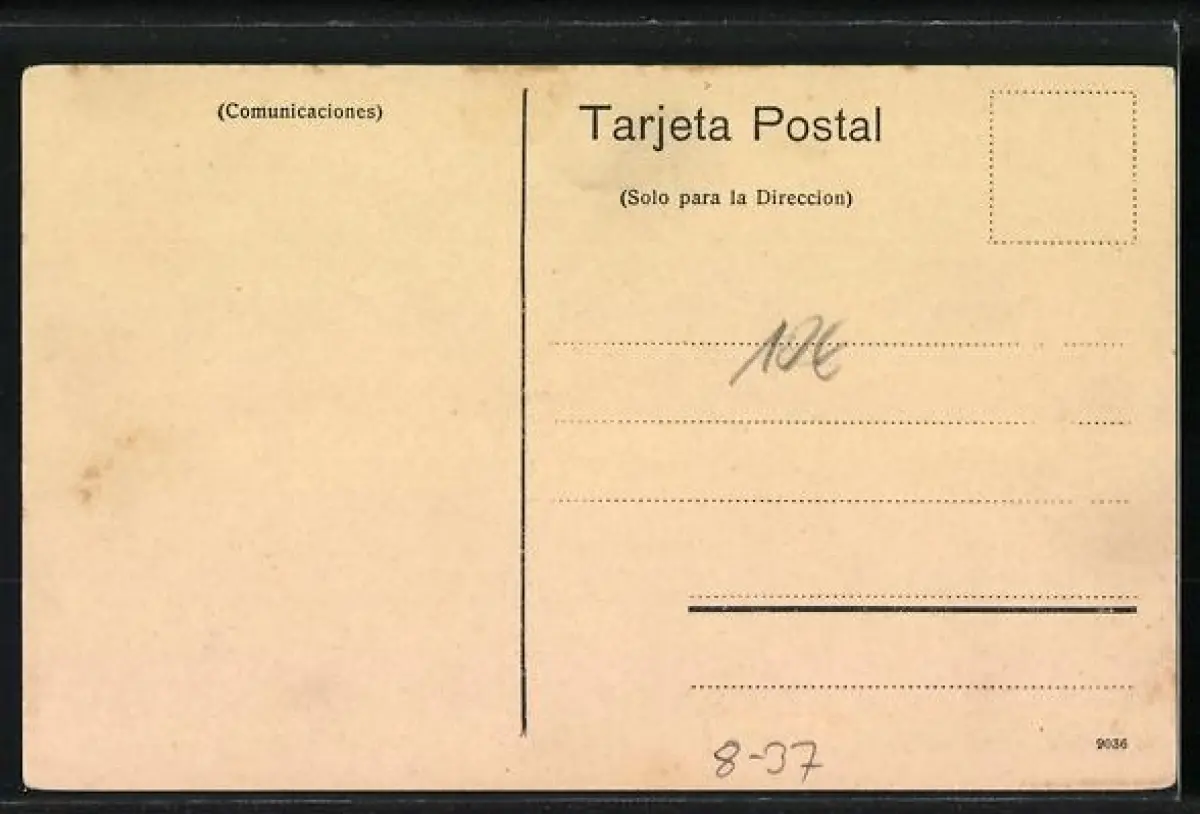 (Comunicaciones)
Tarjeta Postal
(Solo para la Direccion)
10€
8-37
9036